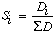 S_i = D_i / ΣD